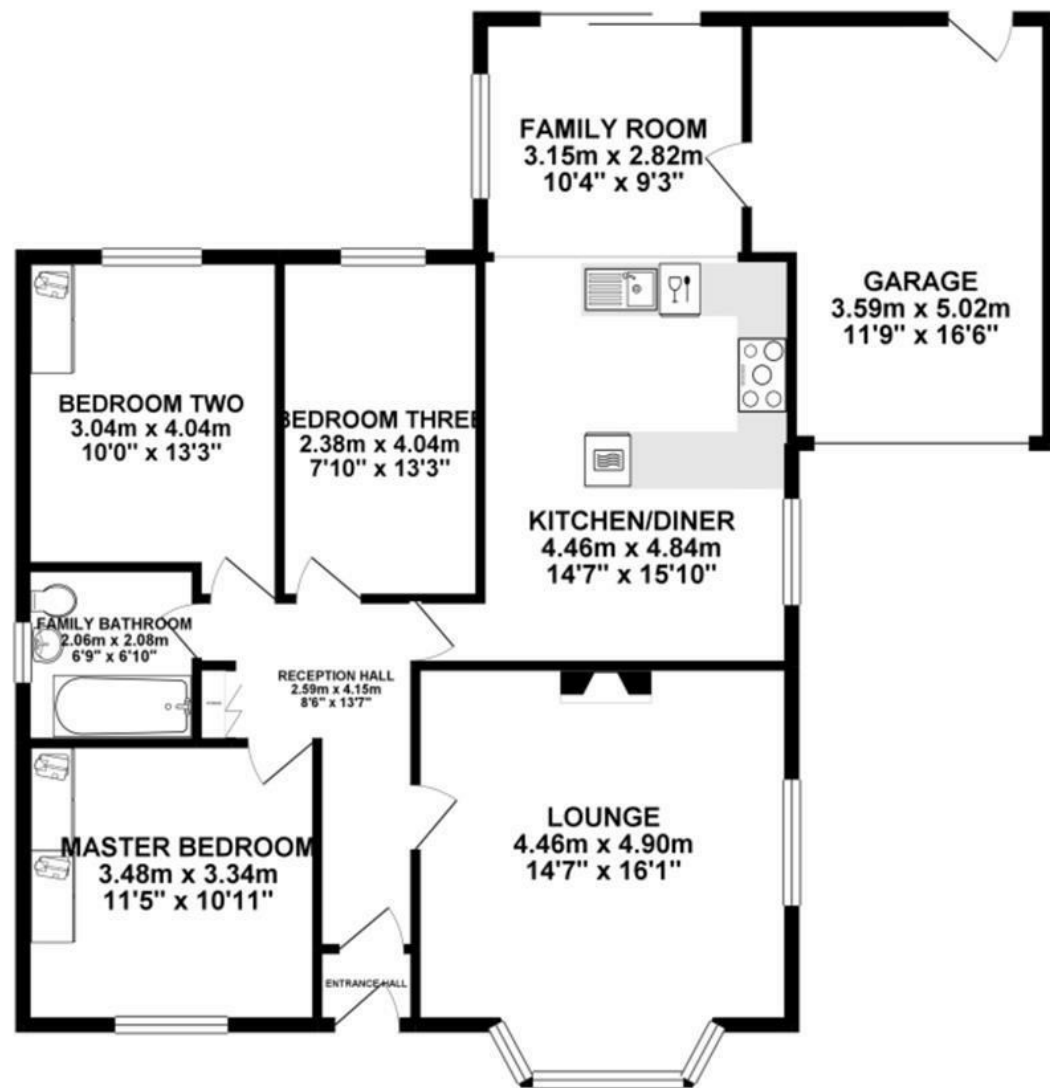 FAMILY ROOM
3.15m x 2.82m
10'4" x 9'3"
GARAGE
3.59m x 5.02m
11'9" x 16'6"
BEDROOM TWO
3.04m x 4.04m
10'0" x 13'3"
BEDROOM THREE
2.38m x 4.04m
7'10" x 13'3"
KITCHEN/DINER
4.46m x 4.84m
14'7" x 15'10"
FAMILY BATHROOM
2.06m x 2.08m
6'9" x 6'10"
RECEPTION HALL
2.59m x 4.15m
8'6" x 13'7"
MASTER BEDROOM
3.48m x 3.34m
11'5" x 10'11"
LOUNGE
4.46m x 4.90m
14'7" x 16'1"
ENTRANCE HALL